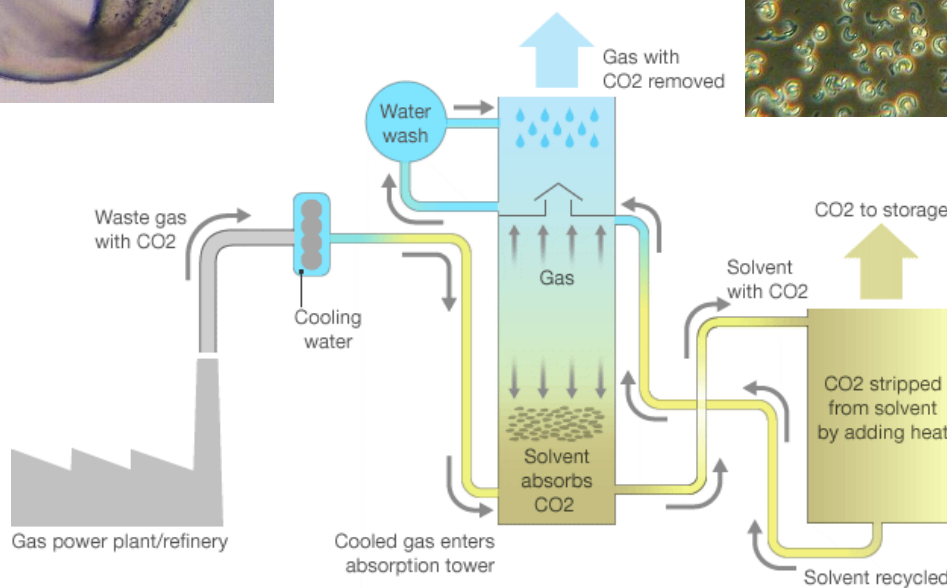 Gas with
CO2 removed
Water
wash
Waste gas
with CO2
CO2 to storage
Gas
Solvent
with CO2
Cooling
water
CO2 stripped
from solvent
by adding heat
Solvent
absorbs
CO2
Gas power plant/refinery
Cooled gas enters
absorption tower
Solvent recycled